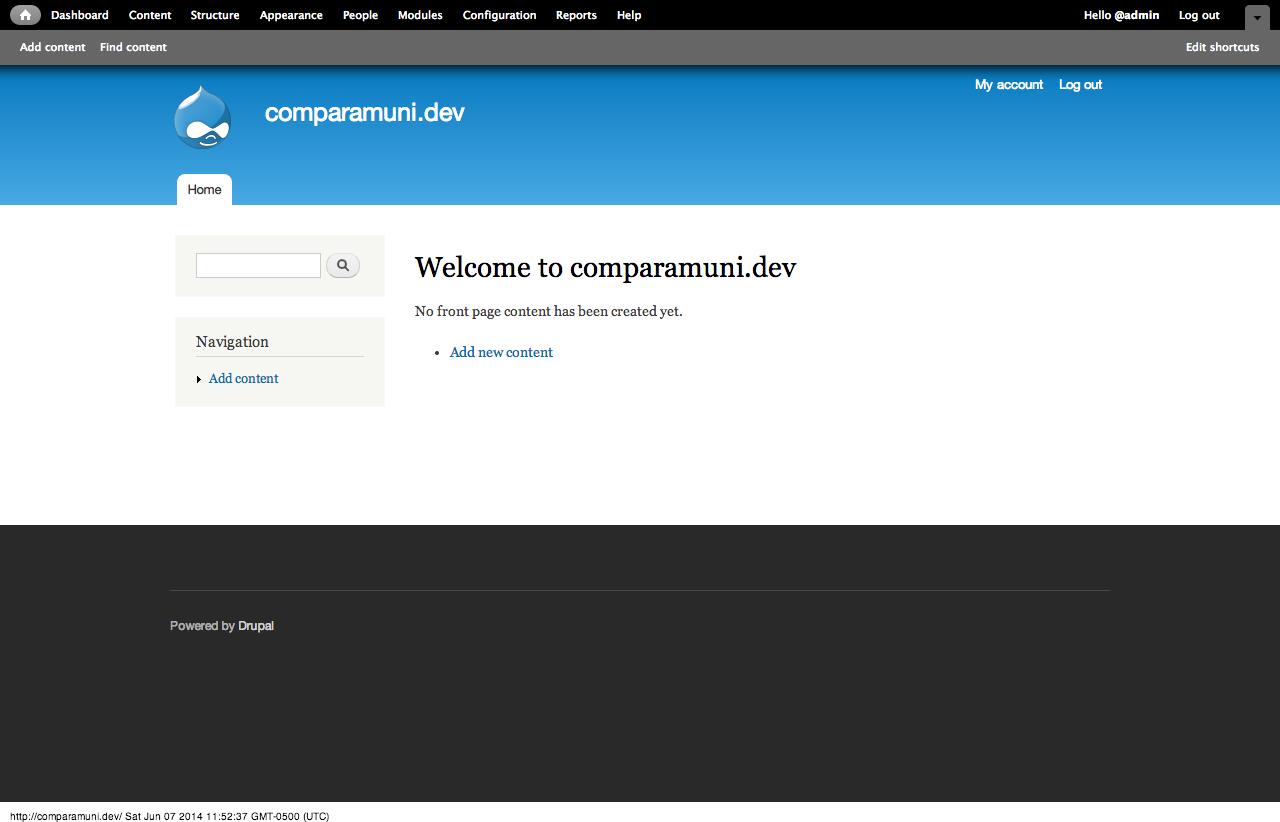 Dashboard Content Structure Appearance People Modules Configuration Reports Help Hello @admin Log out
Add content Find content Edit shortcuts
My account Log out
comparamuni.dev
Home
Welcome to comparamuni.dev
No front page content has been created yet.
Navigation
Add new content
Add content
Powered by Drupal
http://comparamuni.dev/ Sat Jun 07 2014 11:52:37 GMT-0500 (UTC)